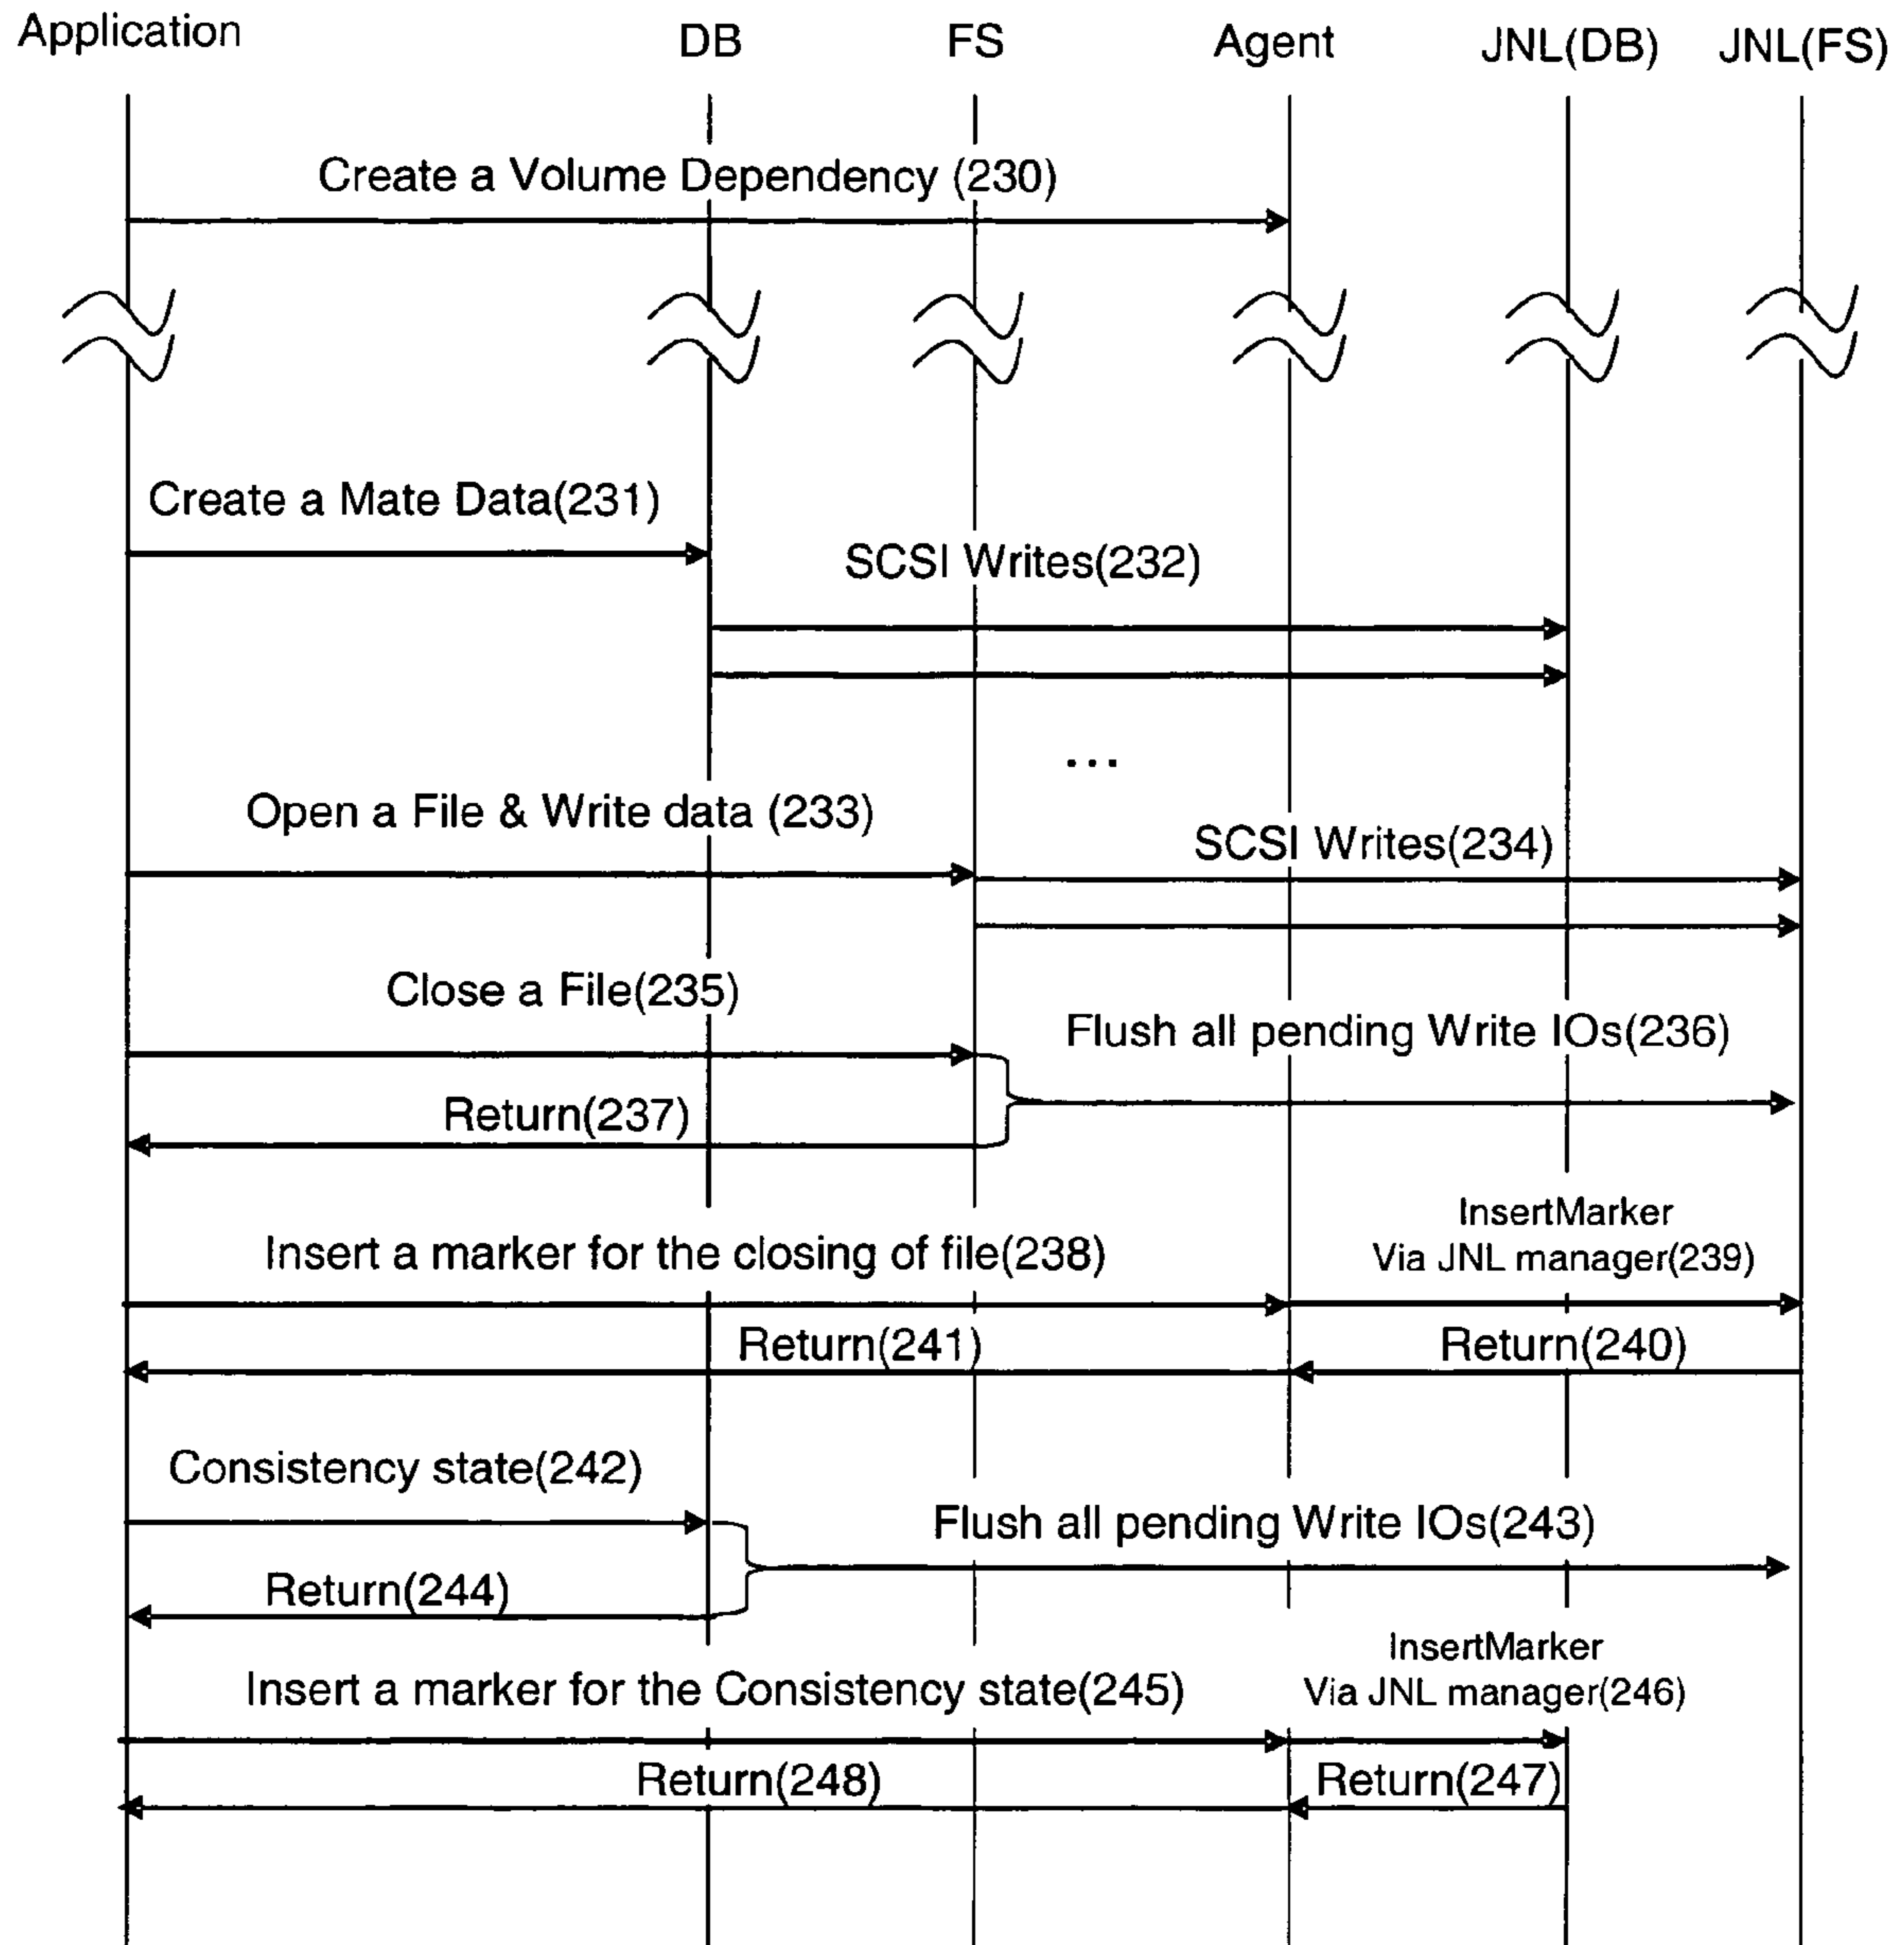 Application
DB
FS
Agent
JNL(DB)
JNL(FS)
Create a Volume Dependency (230)
Create a Mate Data(231)
SCSI Writes(232)
...
Open a File & Write data (233)
SCSI Writes(234)
Close a File(235)
Flush all pending Write IOs(236)
Return(237)
InsertMarker
Via JNL manager(239)
Insert a marker for the closing of file(238)
Return(241)
Return(240)
Consistency state(242)
Flush all pending Write IOs(243)
Return(244)
InsertMarker
Via JNL manager(246)
Insert a marker for the Consistency state(245)
Return(248)
Return(247)